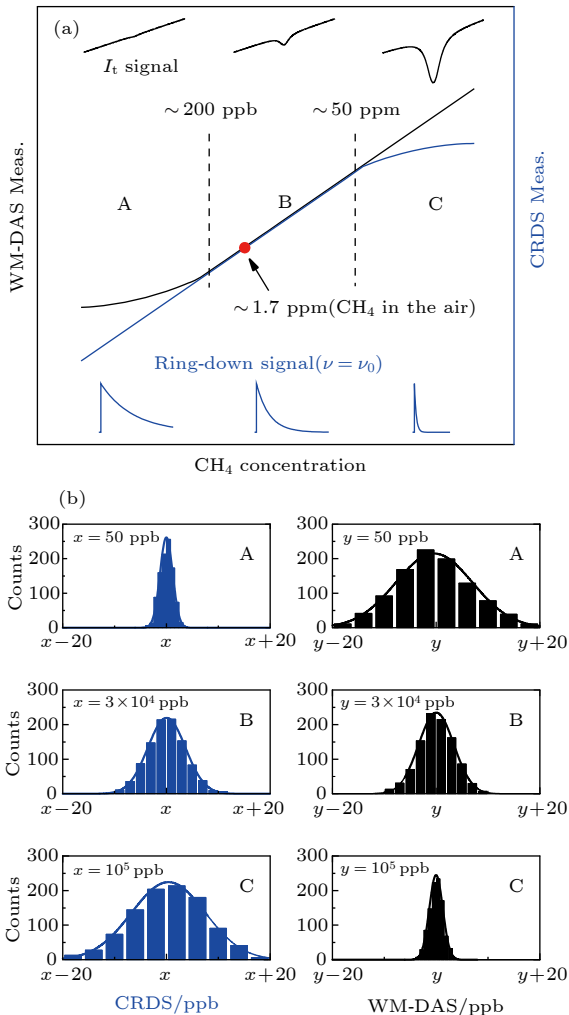 (a)
I_t signal
~200 ppb
~50 ppm
WM-DAS Meas.
CRDS Meas.
A
B
C
~1.7 ppm(CH₄ in the air)
Ring-down signal(ν = ν₀)
CH₄ concentration
(b)
Counts
300
200
100
0
x = 50 ppb
A
x−20
x
x+20
300
200
100
0
y = 50 ppb
A
y−20
y
y+20
Counts
300
200
100
0
x = 3×10⁴ ppb
B
x−20
x
x+20
300
200
100
0
y = 3×10⁴ ppb
B
y−20
y
y+20
Counts
300
200
100
0
x = 10⁵ ppb
C
x−20
x
x+20
CRDS/ppb
300
200
100
0
y = 10⁵ ppb
C
y−20
y
y+20
WM-DAS/ppb